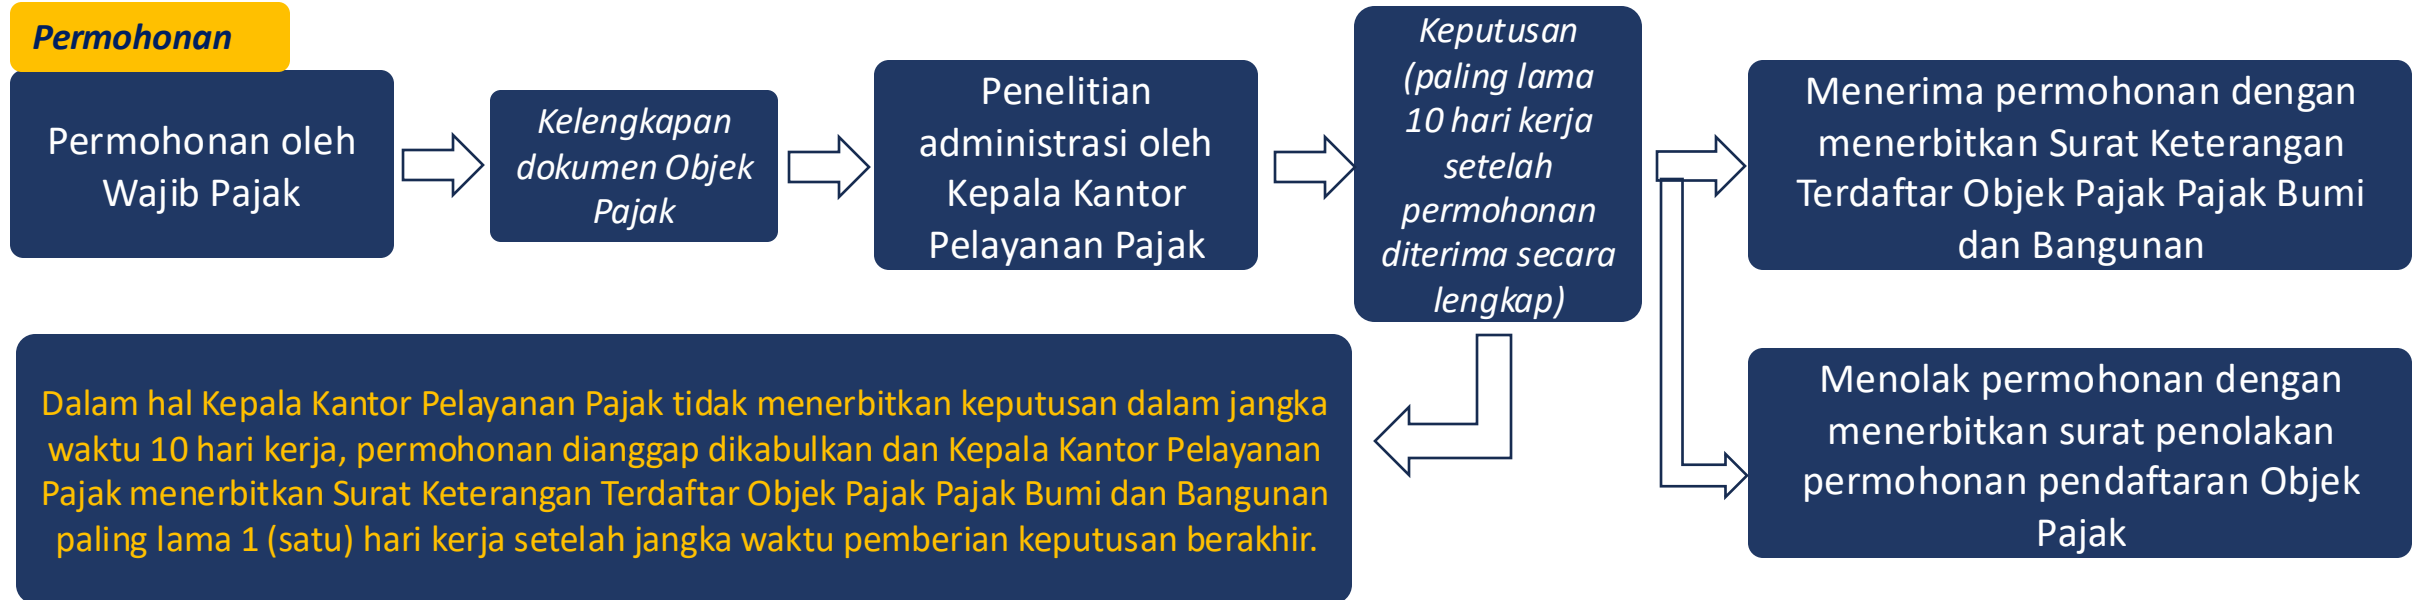 Permohonan
Permohonan oleh
Wajib Pajak
Kelengkapan
dokumen Objek
Pajak
Penelitian
administrasi oleh
Kepala Kantor
Pelayanan Pajak
Keputusan
(paling lama
10 hari kerja
setelah
permohonan
diterima secara
lengkap)
Menerima permohonan dengan
menerbitkan Surat Keterangan
Terdaftar Objek Pajak Pajak Bumi
dan Bangunan
Menolak permohonan dengan
menerbitkan surat penolakan
permohonan pendaftaran Objek
Pajak
Dalam hal Kepala Kantor Pelayanan Pajak tidak menerbitkan keputusan dalam jangka
waktu 10 hari kerja, permohonan dianggap dikabulkan dan Kepala Kantor Pelayanan
Pajak menerbitkan Surat Keterangan Terdaftar Objek Pajak Pajak Bumi dan Bangunan
paling lama 1 (satu) hari kerja setelah jangka waktu pemberian keputusan berakhir.